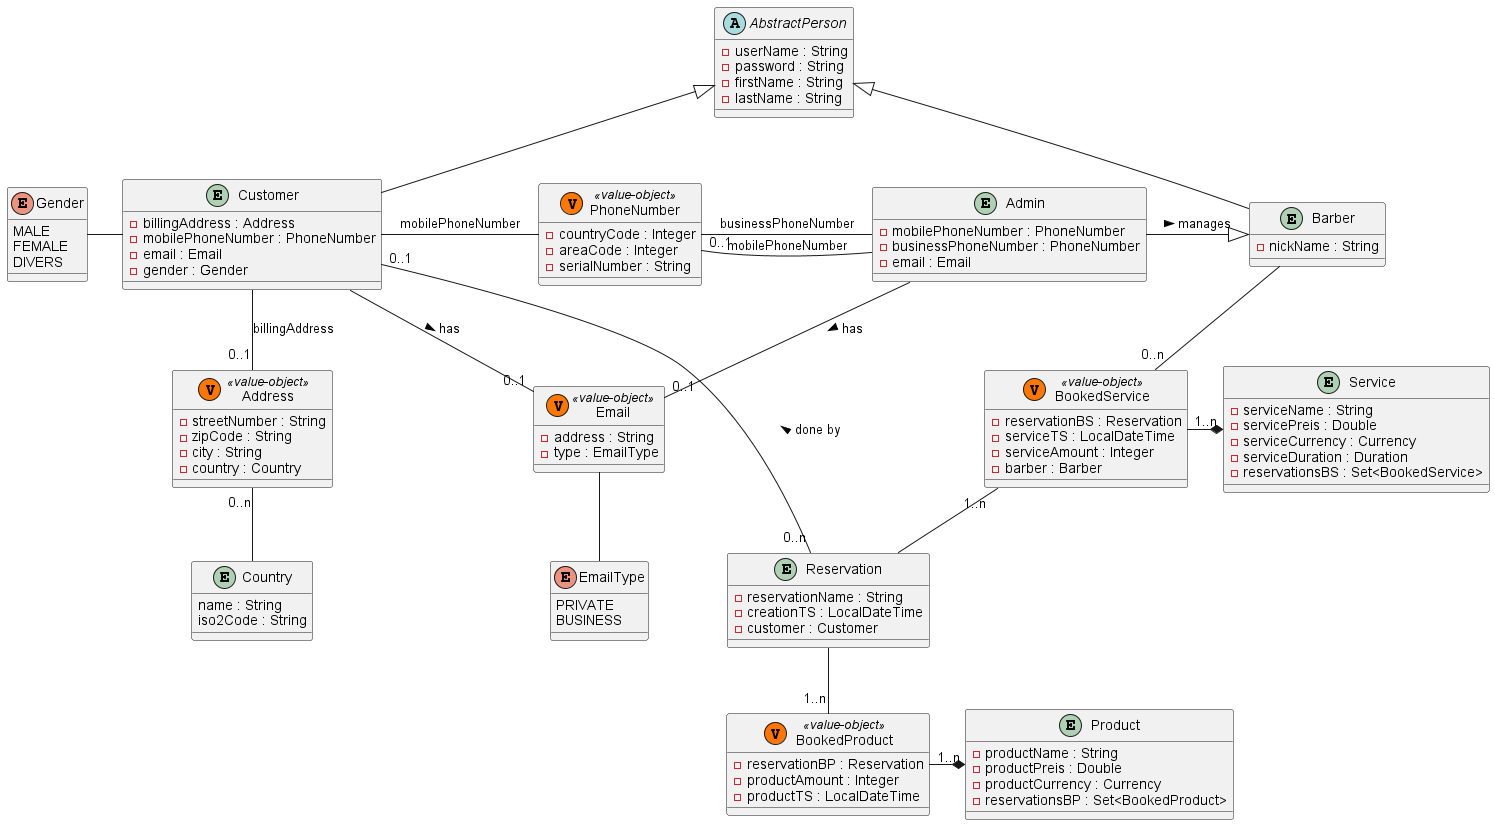 A AbstractPerson
userName : String
password : String
firstName : String
lastName : String
E Gender
MALE
FEMALE
DIVERS
E Customer
billingAddress : Address
mobilePhoneNumber : PhoneNumber
email : Email
gender : Gender
mobilePhoneNumber
V «value-object»
PhoneNumber
countryCode : Integer
areaCode : Integer
serialNumber : String
businessPhoneNumber
0..1
mobilePhoneNumber
E Admin
mobilePhoneNumber : PhoneNumber
businessPhoneNumber : PhoneNumber
email : Email
manages
E Barber
nickName : String
0..1
billingAddress
0..1
has
0..1
has
0..1
0..n
V «value-object»
Address
streetNumber : String
zipCode : String
city : String
country : Country
V «value-object»
Email
address : String
type : EmailType
done by
0..n
V «value-object»
BookedService
reservationBS : Reservation
serviceTS : LocalDateTime
serviceAmount : Integer
barber : Barber
1..n
E Service
serviceName : String
servicePreis : Double
serviceCurrency : Currency
serviceDuration : Duration
reservationsBS : Set<BookedService>
0..n
1..n
E Country
name : String
iso2Code : String
E EmailType
PRIVATE
BUSINESS
E Reservation
reservationName : String
creationTS : LocalDateTime
customer : Customer
1..n
V «value-object»
BookedProduct
reservationBP : Reservation
productAmount : Integer
productTS : LocalDateTime
1..n
E Product
productName : String
productPreis : Double
productCurrency : Currency
reservationsBP : Set<BookedProduct>